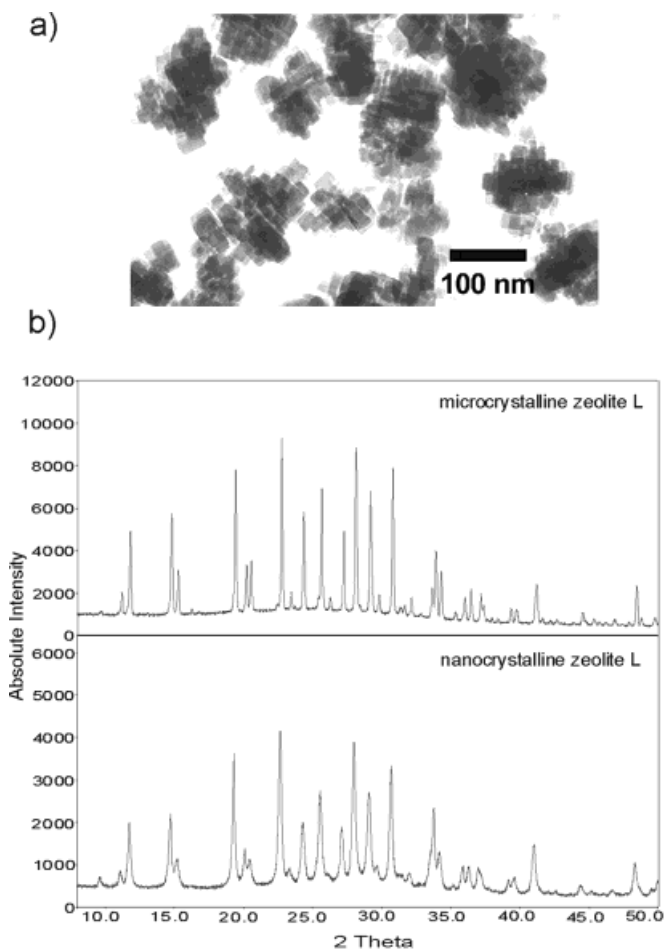 a)
100 nm
b)
12000
microcrystalline zeolite L
10000
8000
6000
4000
2000
0
Absolute Intensity
6000
nanocrystalline zeolite L
5000
4000
3000
2000
1000
0
10.0 15.0 20.0 25.0 30.0 35.0 40.0 45.0 50.0
2 Theta